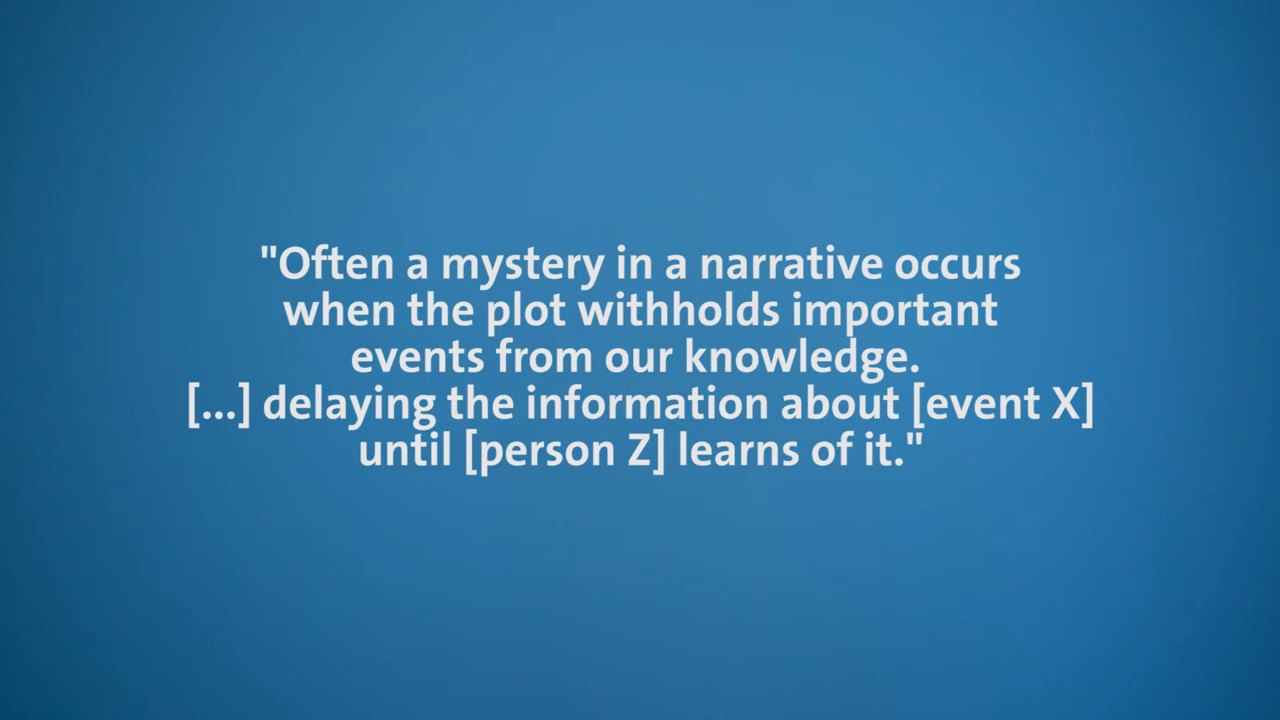 "Often a mystery in a narrative occurs
when the plot withholds important
events from our knowledge.
[...] delaying the information about [event X]
until [person Z] learns of it."